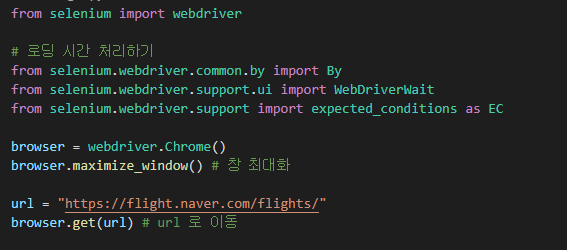 from selenium import webdriver
# 로딩 시간 처리하기
from selenium.webdriver.common.by import By
from selenium.webdriver.support.ui import WebDriverWait
from selenium.webdriver.support import expected_conditions as EC
browser = webdriver.Chrome()
browser.maximize_window() # 창 최대화
url = "https://flight.naver.com/flights/"
browser.get(url) # url 로 이동